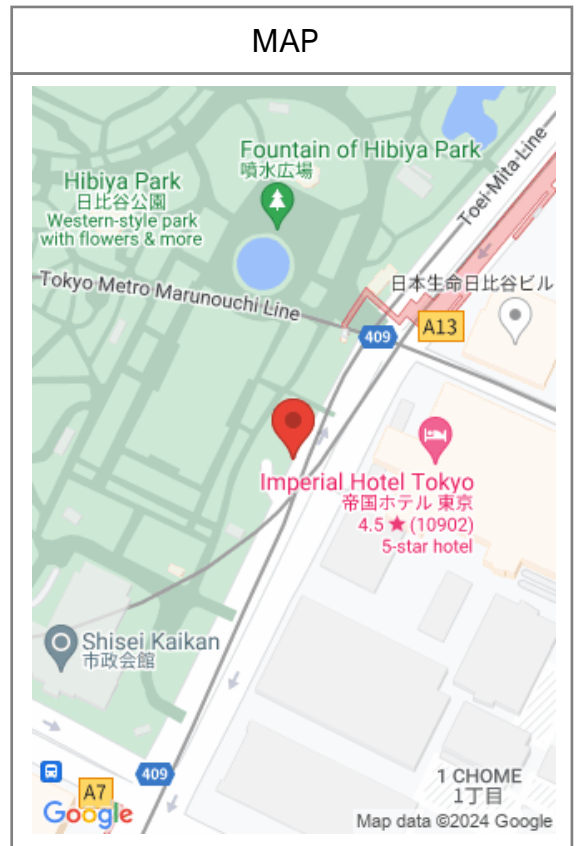 MAP
Fountain of Hibiya Park
噴水広場
Hibiya Park
日比谷公園
Western-style park
with flowers & more
Toei Mita Line
Tokyo Metro Marunouchi Line
日本生命日比谷ビル
A13
409
Imperial Hotel Tokyo
帝国ホテル 東京
4.5 ★ (10902)
5-star hotel
Shisei Kaikan
市政会館
409
A7
1 CHOME
1丁目
Google
Map data ©2024 Google